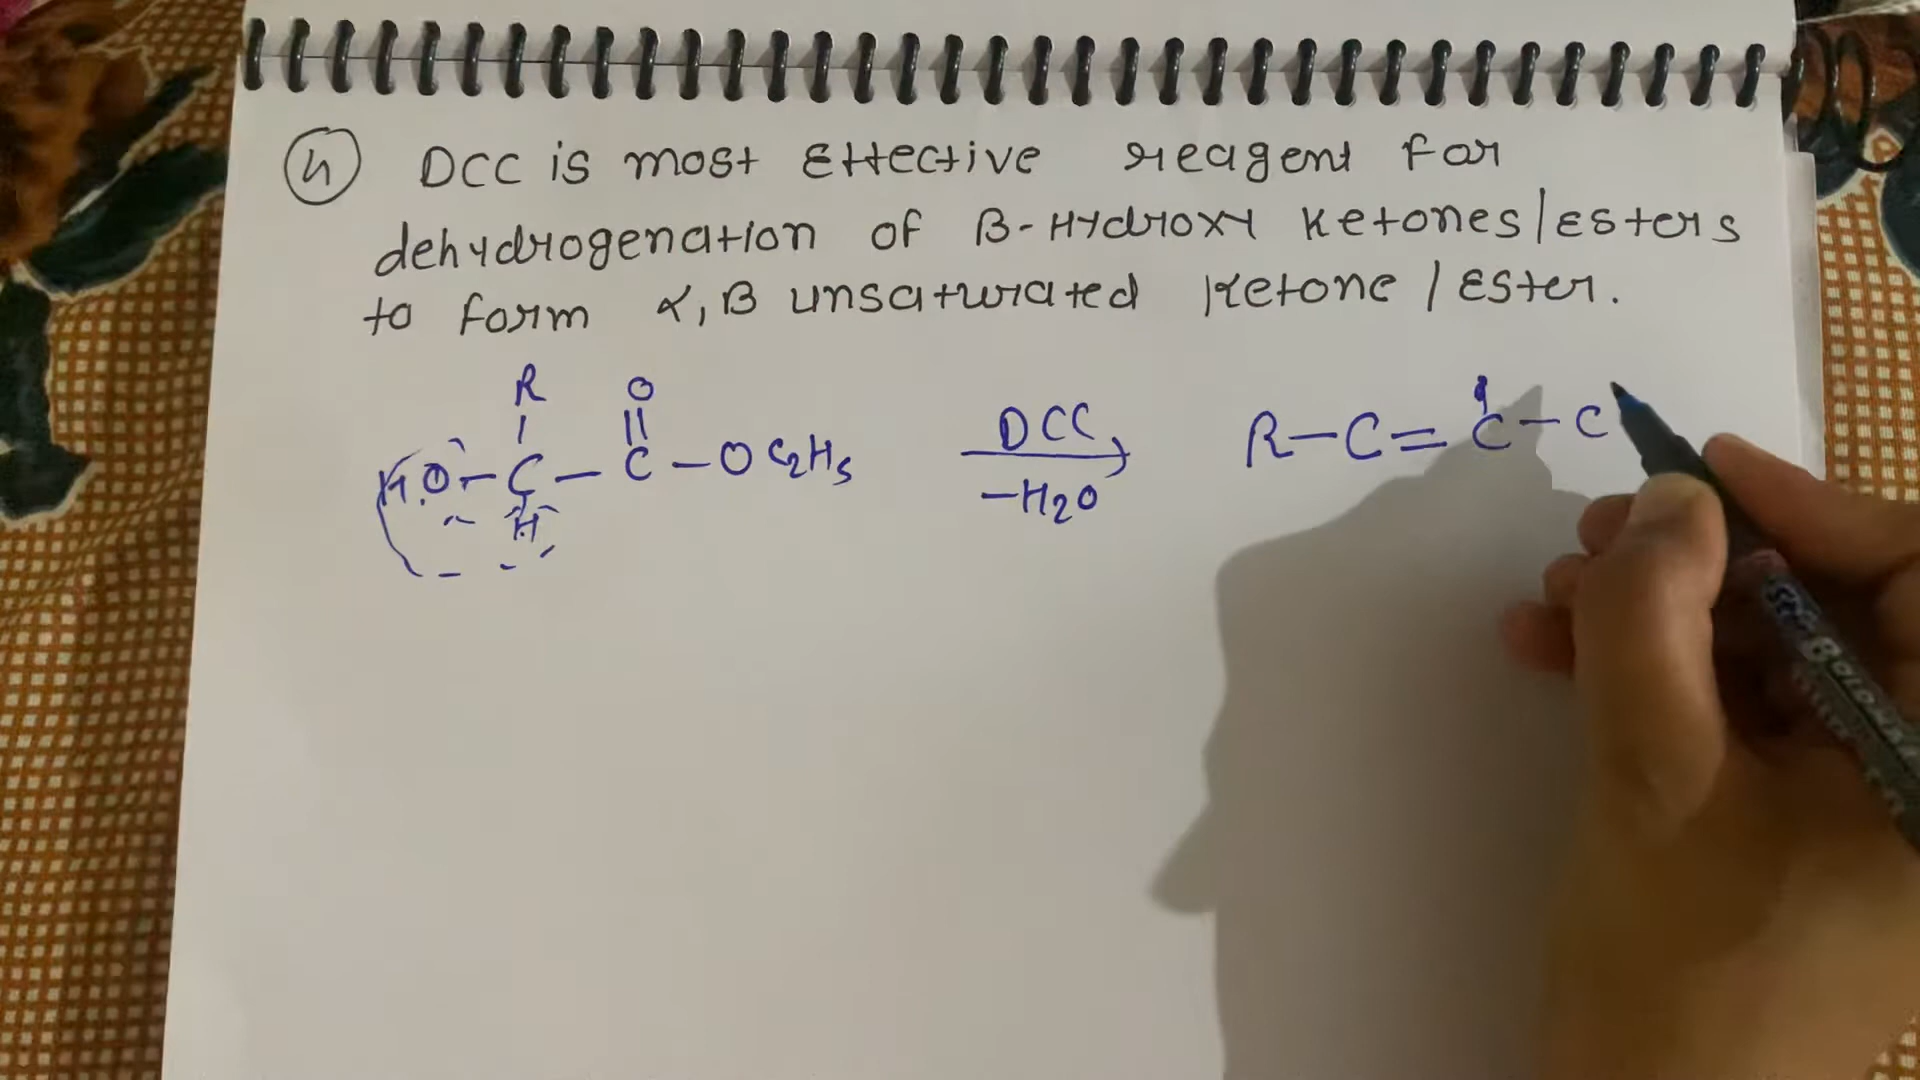 4 DCC is most Effective reagent for
dehydrogenation of β-Hydroxy Ketones/Esters
to form α,β unsaturated Ketone / Ester.
R O
H.O-C-C-OC2H5
H
DCC
-H2O
R-C=C-C